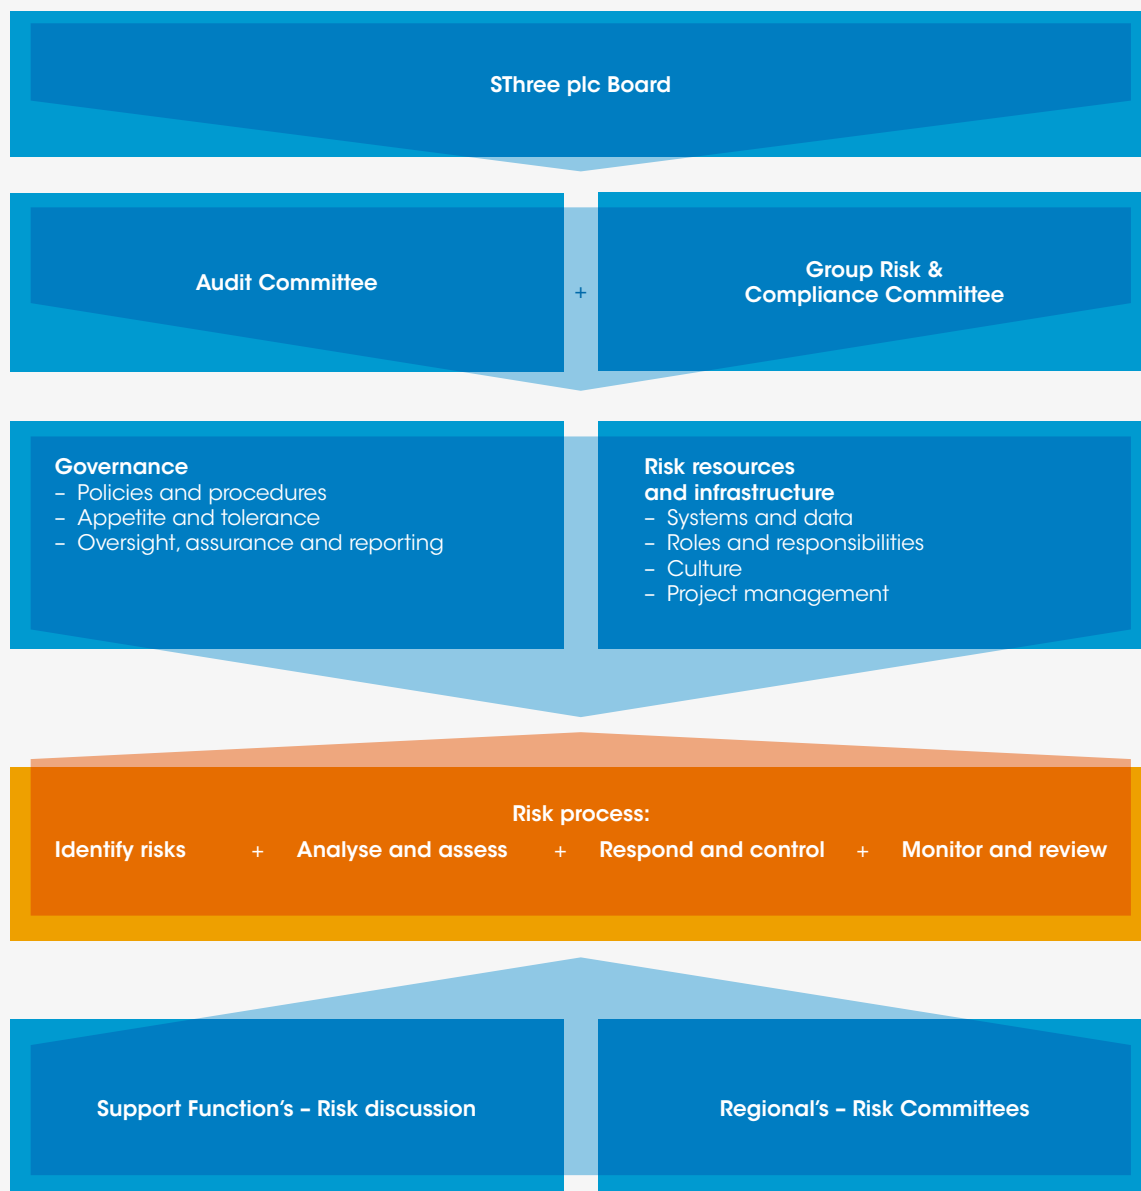 SThree plc Board
Audit Committee
+
Group Risk &
Compliance Committee
Governance
– Policies and procedures
– Appetite and tolerance
– Oversight, assurance and reporting
Risk resources
and infrastructure
– Systems and data
– Roles and responsibilities
– Culture
– Project management
Risk process:
Identify risks + Analyse and assess + Respond and control + Monitor and review
Support Function's – Risk discussion
Regional's – Risk Committees